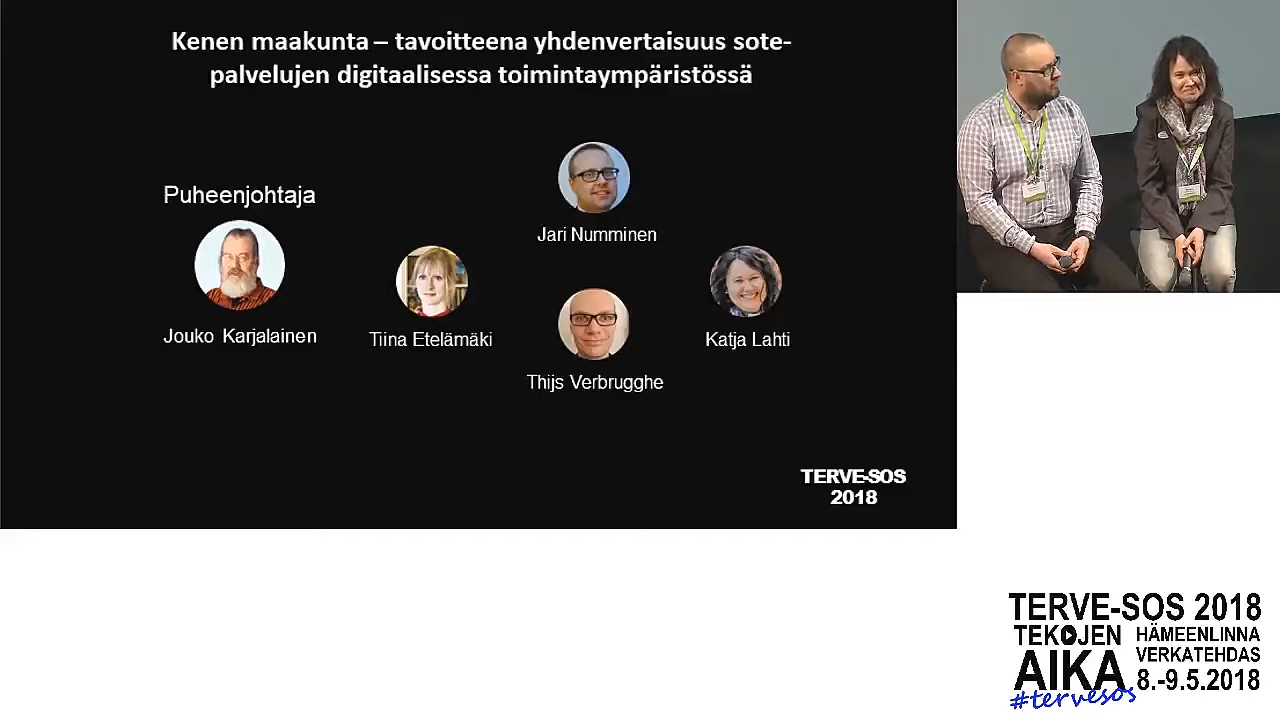 Kenen maakunta – tavoitteena yhdenvertaisuus sote-
palvelujen digitaalisessa toimintaympäristössä
Puheenjohtaja
Jari Numminen
Jouko Karjalainen
Tiina Etelämäki
Katja Lahti
Thijs Verbrugghe
TERVE-SOS
2018
TERVE-SOS 2018
TEKOJEN
AIKA
HÄMEENLINNA
VERKATEHDAS
8.-9.5.2018
#tervesos